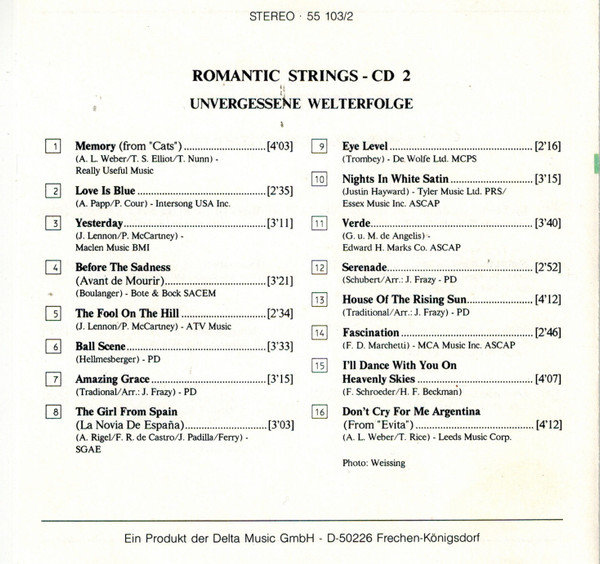 STEREO · 55 103/2
ROMANTIC STRINGS - CD 2
UNVERGESSENE WELTERFOLGE
1 Memory (from "Cats") [4'03]
(A. L. Weber/T. S. Elliot/T. Nunn) -
Really Useful Music
2 Love Is Blue [2'35]
(A. Papp/P. Cour) - Intersong USA Inc.
3 Yesterday [3'11]
(J. Lennon/P. McCartney) -
Maclen Music BMI
4 Before The Sadness
(Avant de Mourir) [3'21]
(Boulanger) - Bote & Bock SACEM
5 The Fool On The Hill [2'34]
(J. Lennon/P. McCartney) - ATV Music
6 Ball Scene [3'33]
(Hellmesberger) - PD
7 Amazing Grace [3'15]
(Tradional/Arr.: J. Frazy) - PD
8 The Girl From Spain
(La Novia De España) [3'03]
(A. Rigel/F. R. de Castro/J. Padilla/Ferry) -
SGAE
9 Eye Level [2'16]
(Trombey) - De Wolfe Ltd. MCPS
10 Nights In White Satin [3'15]
(Justin Hayward) - Tyler Music Ltd. PRS/
Essex Music Inc. ASCAP
11 Verde [3'40]
(G. u. M. de Angelis) -
Edward H. Marks Co. ASCAP
12 Serenade [2'52]
(Schubert/Arr.: J. Frazy - PD
13 House Of The Rising Sun [4'12]
(Traditional/Arr.: J. Frazy) - PD
14 Fascination [2'46]
(F. D. Marchetti) - MCA Music Inc. ASCAP
15 I'll Dance With You On
Heavenly Skies [4'07]
(F. Schroeder/H. F. Beckman)
16 Don't Cry For Me Argentina
(From "Evita") [4'12]
(A. L. Weber/T. Rice) - Leeds Music Corp.
Photo: Weissing
Ein Produkt der Delta Music GmbH - D-50226 Frechen-Königsdorf